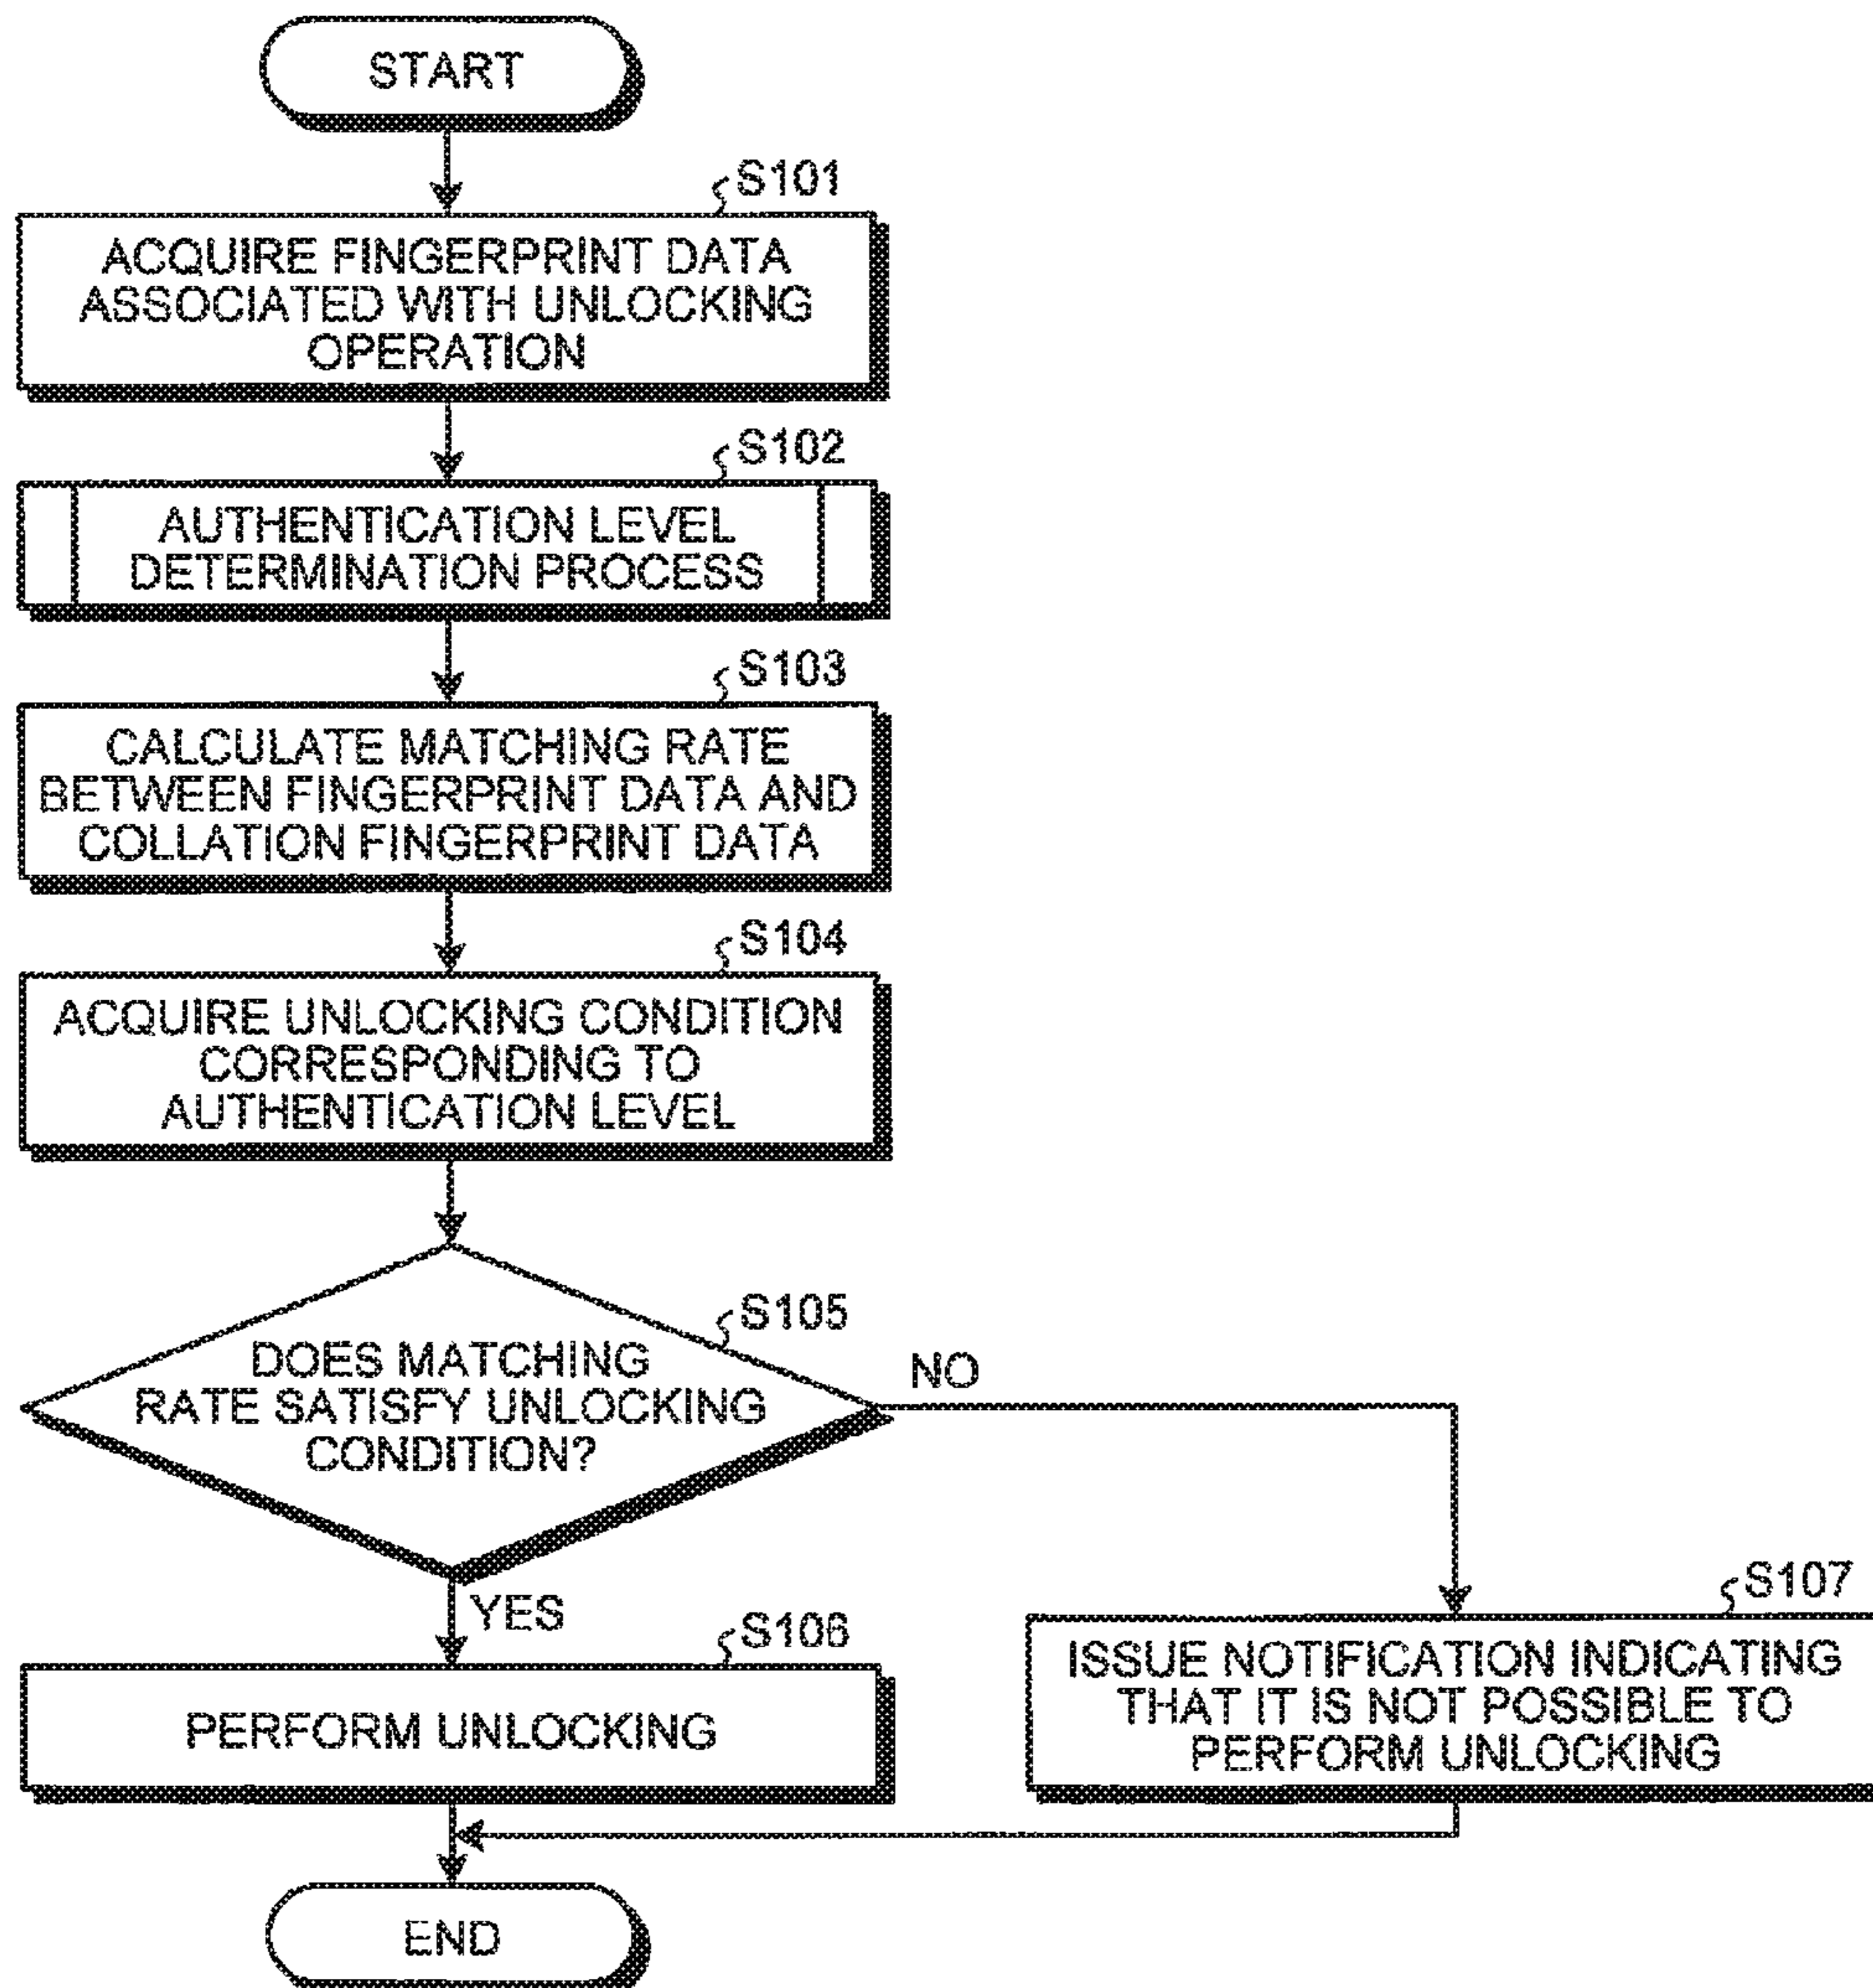 START
S101
ACQUIRE FINGERPRINT DATA
ASSOCIATED WITH UNLOCKING
OPERATION
S102
AUTHENTICATION LEVEL
DETERMINATION PROCESS
S103
CALCULATE MATCHING RATE
BETWEEN FINGERPRINT DATA AND
COLLATION FINGERPRINT DATA
S104
ACQUIRE UNLOCKING CONDITION
CORRESPONDING TO
AUTHENTICATION LEVEL
S105
DOES MATCHING
RATE SATISFY UNLOCKING
CONDITION?
NO
YES
S106
PERFORM UNLOCKING
S107
ISSUE NOTIFICATION INDICATING
THAT IT IS NOT POSSIBLE TO
PERFORM UNLOCKING
END